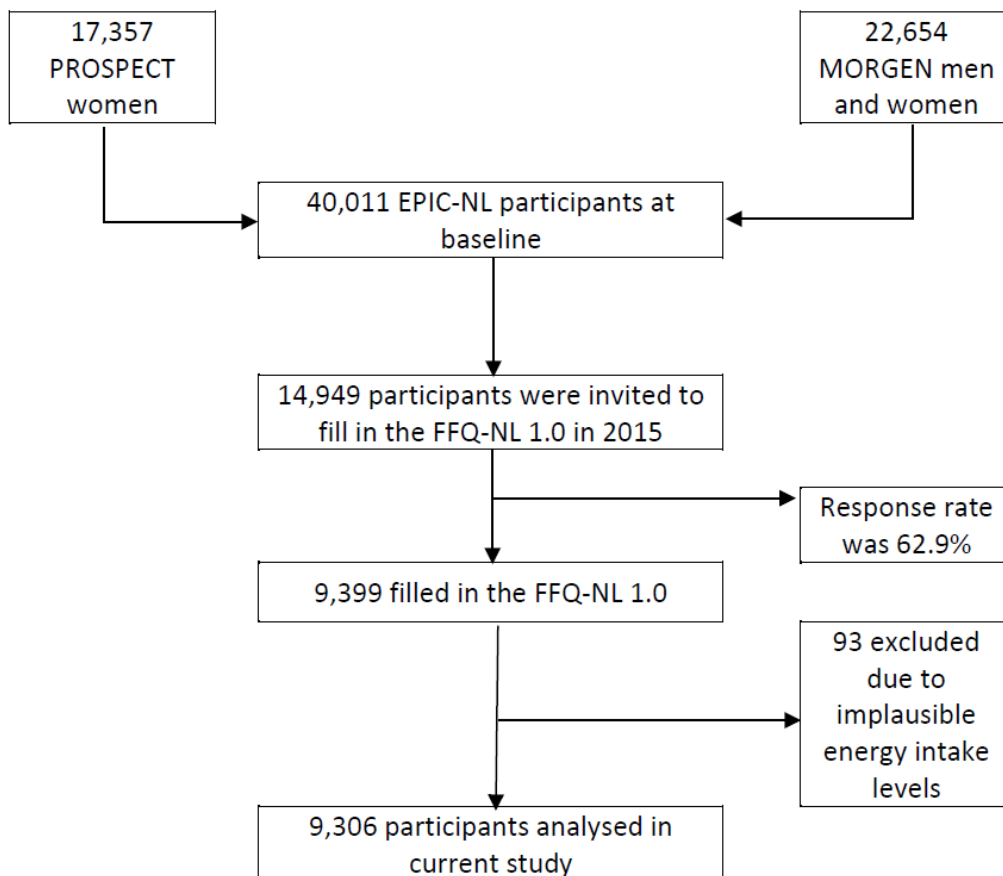 17,357
PROSPECT
women
22,654
MORGEN men
and women
40,011 EPIC-NL participants at
baseline
14,949 participants were invited to
fill in the FFQ-NL 1.0 in 2015
Response rate
was 62.9%
9,399 filled in the FFQ-NL 1.0
93 excluded
due to
implausible
energy intake
levels
9,306 participants analysed in
current study